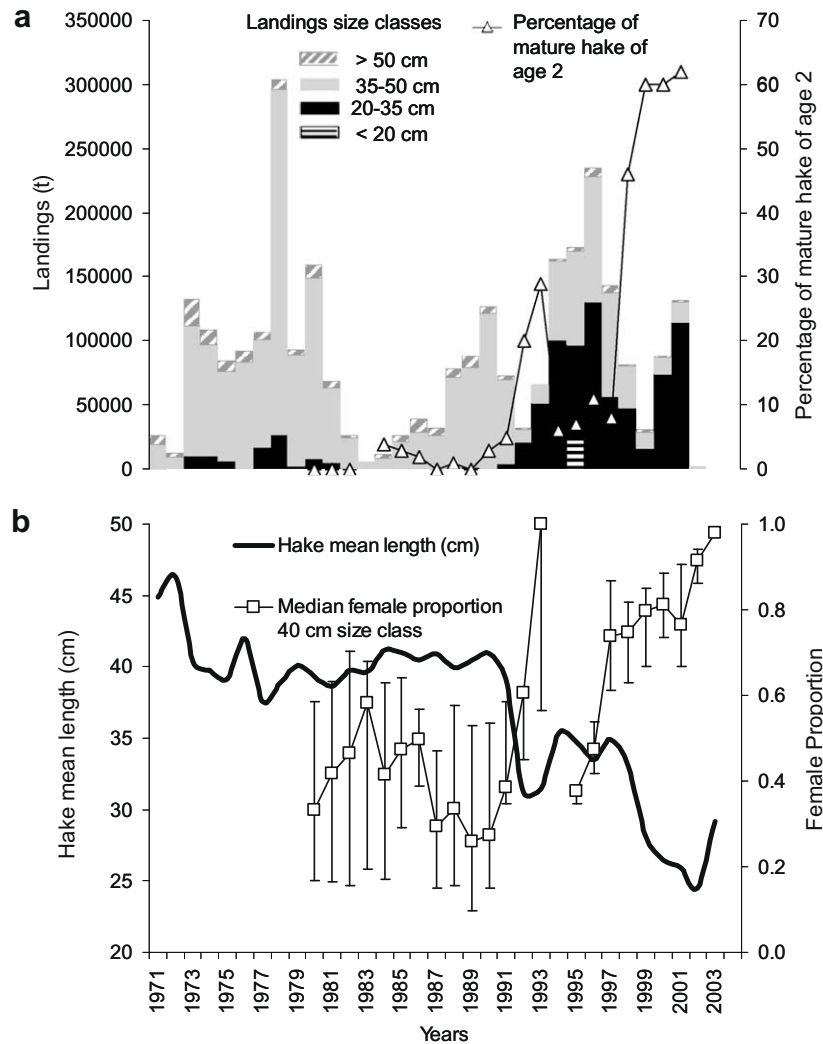 a
Landings size classes
> 50 cm
35-50 cm
20-35 cm
< 20 cm
Percentage of
mature hake of
age 2
350000
300000
250000
200000
150000
100000
50000
0
Landings (t)
70
60
50
40
30
20
10
0
Percentage of mature hake of age 2
b
Hake mean length (cm)
Median female proportion
40 cm size class
50
45
40
35
30
25
20
Hake mean length (cm)
1.0
0.8
0.6
0.4
0.2
0.0
Female Proportion
1971
1973
1975
1977
1979
1981
1983
1985
1987
1989
1991
1993
1995
1997
1999
2001
2003
Years